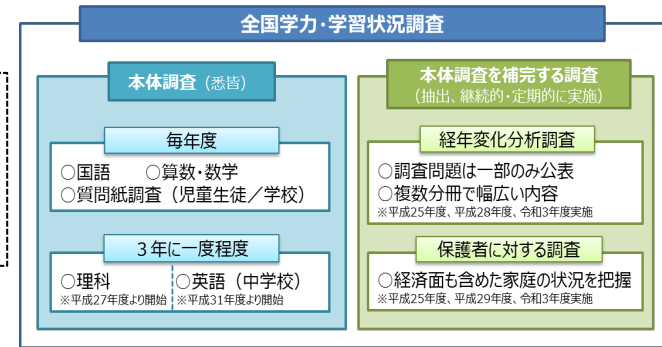 全国学力・学習状況調査
本体調査（悉皆）
毎年度
○国語　○算数・数学
○質問紙調査（児童生徒／学校）
３年に一度程度
○理科
※平成27年度より開始
○英語（中学校）
※平成31年度より開始
本体調査を補完する調査
（抽出、継続的・定期的に実施）
経年変化分析調査
○調査問題は一部のみ公表
○複数分冊で幅広い内容
※平成25年度、平成28年度、令和3年度実施
保護者に対する調査
○経済面も含めた家庭の状況を把握
※平成25年度、平成29年度、令和3年度実施